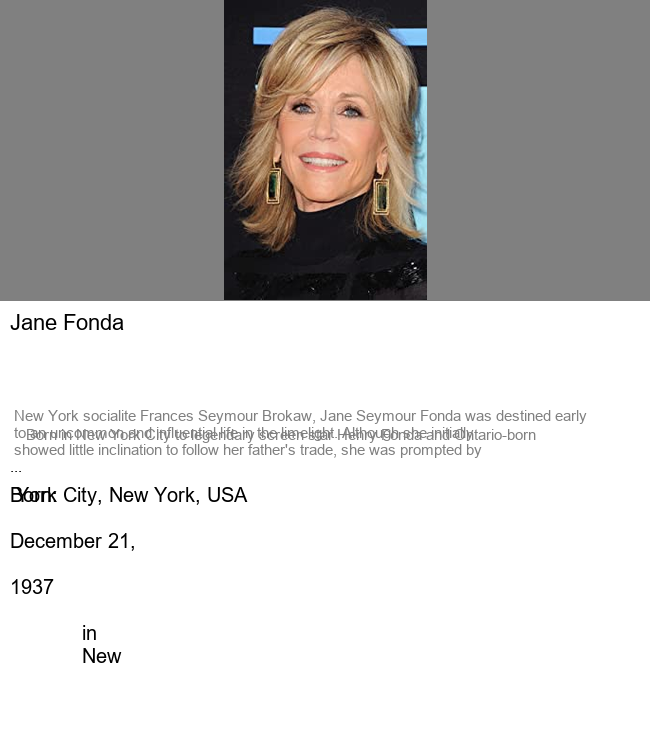 Jane Fonda
Born in New York City to legendary screen star Henry Fonda and Ontario-born
New York socialite Frances Seymour Brokaw, Jane Seymour Fonda was destined early
to an uncommon and influential life in the limelight. Although she initially
showed little inclination to follow her father's trade, she was prompted by
...
Born:
December 21,
1937
in
New
York City, New York, USA